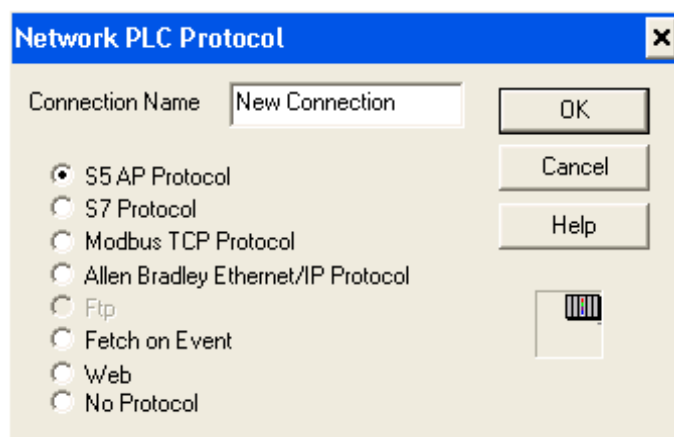 Network PLC Protocol
Connection Name
New Connection
OK
Cancel
Help
S5 AP Protocol
S7 Protocol
Modbus TCP Protocol
Allen Bradley Ethernet/IP Protocol
Ftp
Fetch on Event
Web
No Protocol